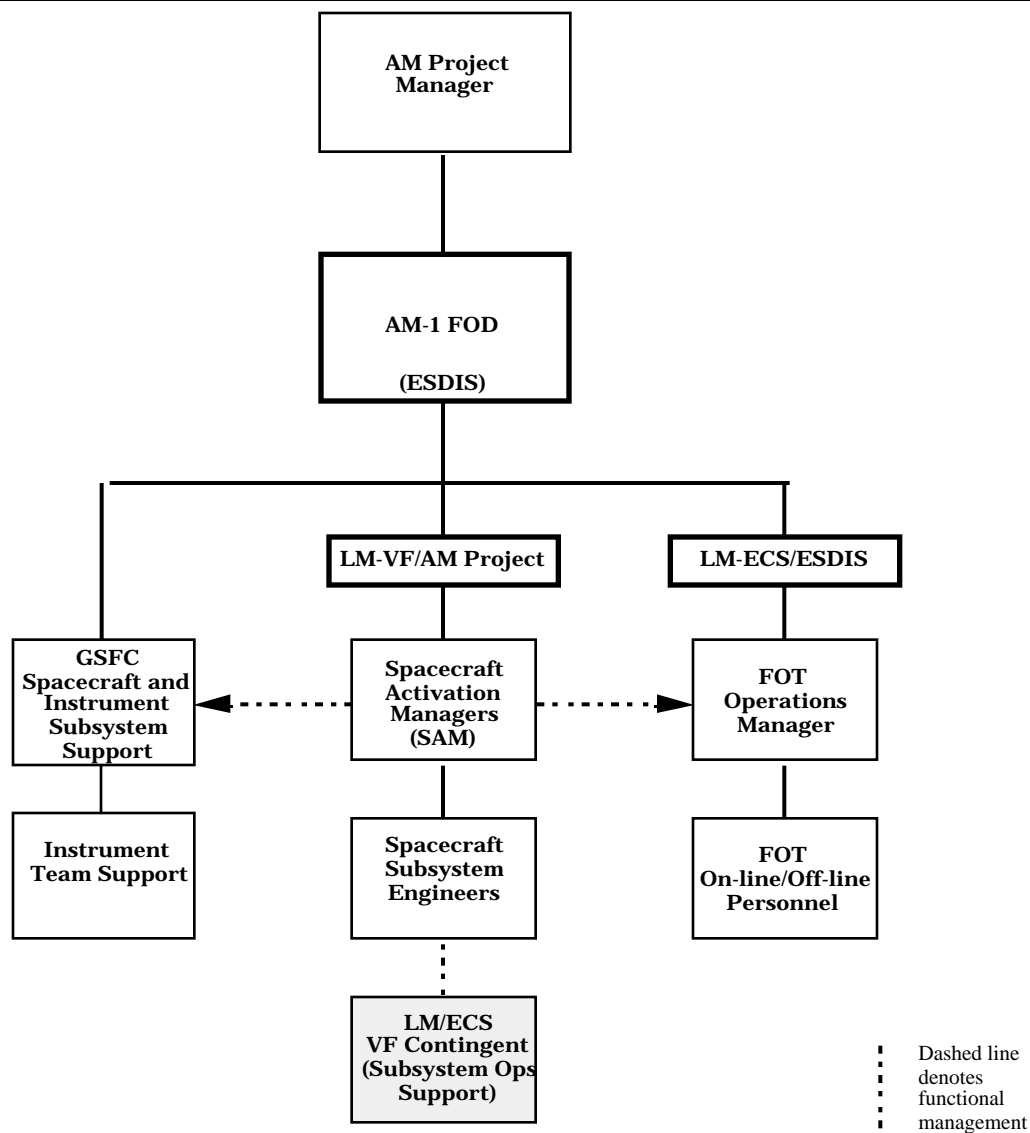 AM Project
Manager
AM-1 FOD
(ESDIS)
LM-VF/AM Project
LM-ECS/ESDIS
GSFC
Spacecraft and
Instrument
Subsystem
Support
Spacecraft
Activation
Managers
(SAM)
FOT
Operations
Manager
Instrument
Team Support
Spacecraft
Subsystem
Engineers
FOT
On-line/Off-line
Personnel
LM/ECS
VF Contingent
(Subsystem Ops
Support)
Dashed line
denotes
functional
management